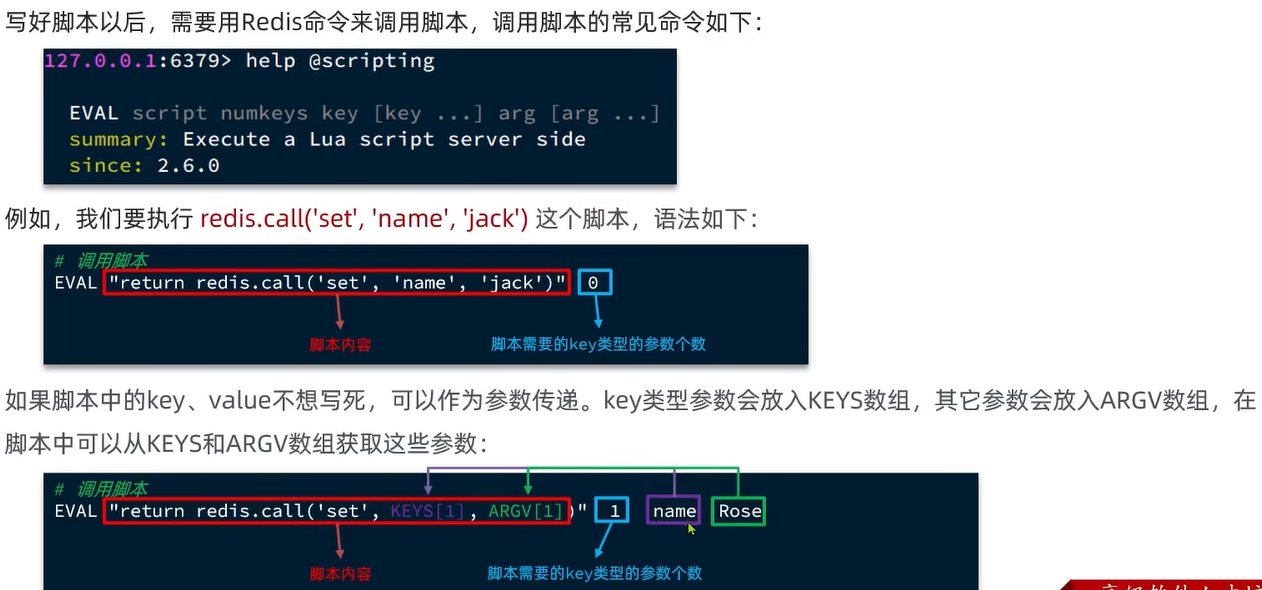 写好脚本以后，需要用Redis命令来调用脚本，调用脚本的常见命令如下：
127.0.0.1:6379> help @scripting
EVAL script numkeys key [key ...] arg [arg ...]
summary: Execute a Lua script server side
since: 2.6.0
例如，我们要执行 redis.call('set', 'name', 'jack') 这个脚本，语法如下：
# 调用脚本
EVAL "return redis.call('set', 'name', 'jack')" 0
脚本内容 脚本需要的key类型的参数个数
如果脚本中的key、value不想写死，可以作为参数传递。key类型参数会放入KEYS数组，其它参数会放入ARGV数组，在
脚本中可以从KEYS和ARGV数组获取这些参数：
# 调用脚本
EVAL "return redis.call('set', KEYS[1], ARGV[1])" 1 name Rose
脚本内容 脚本需要的key类型的参数个数